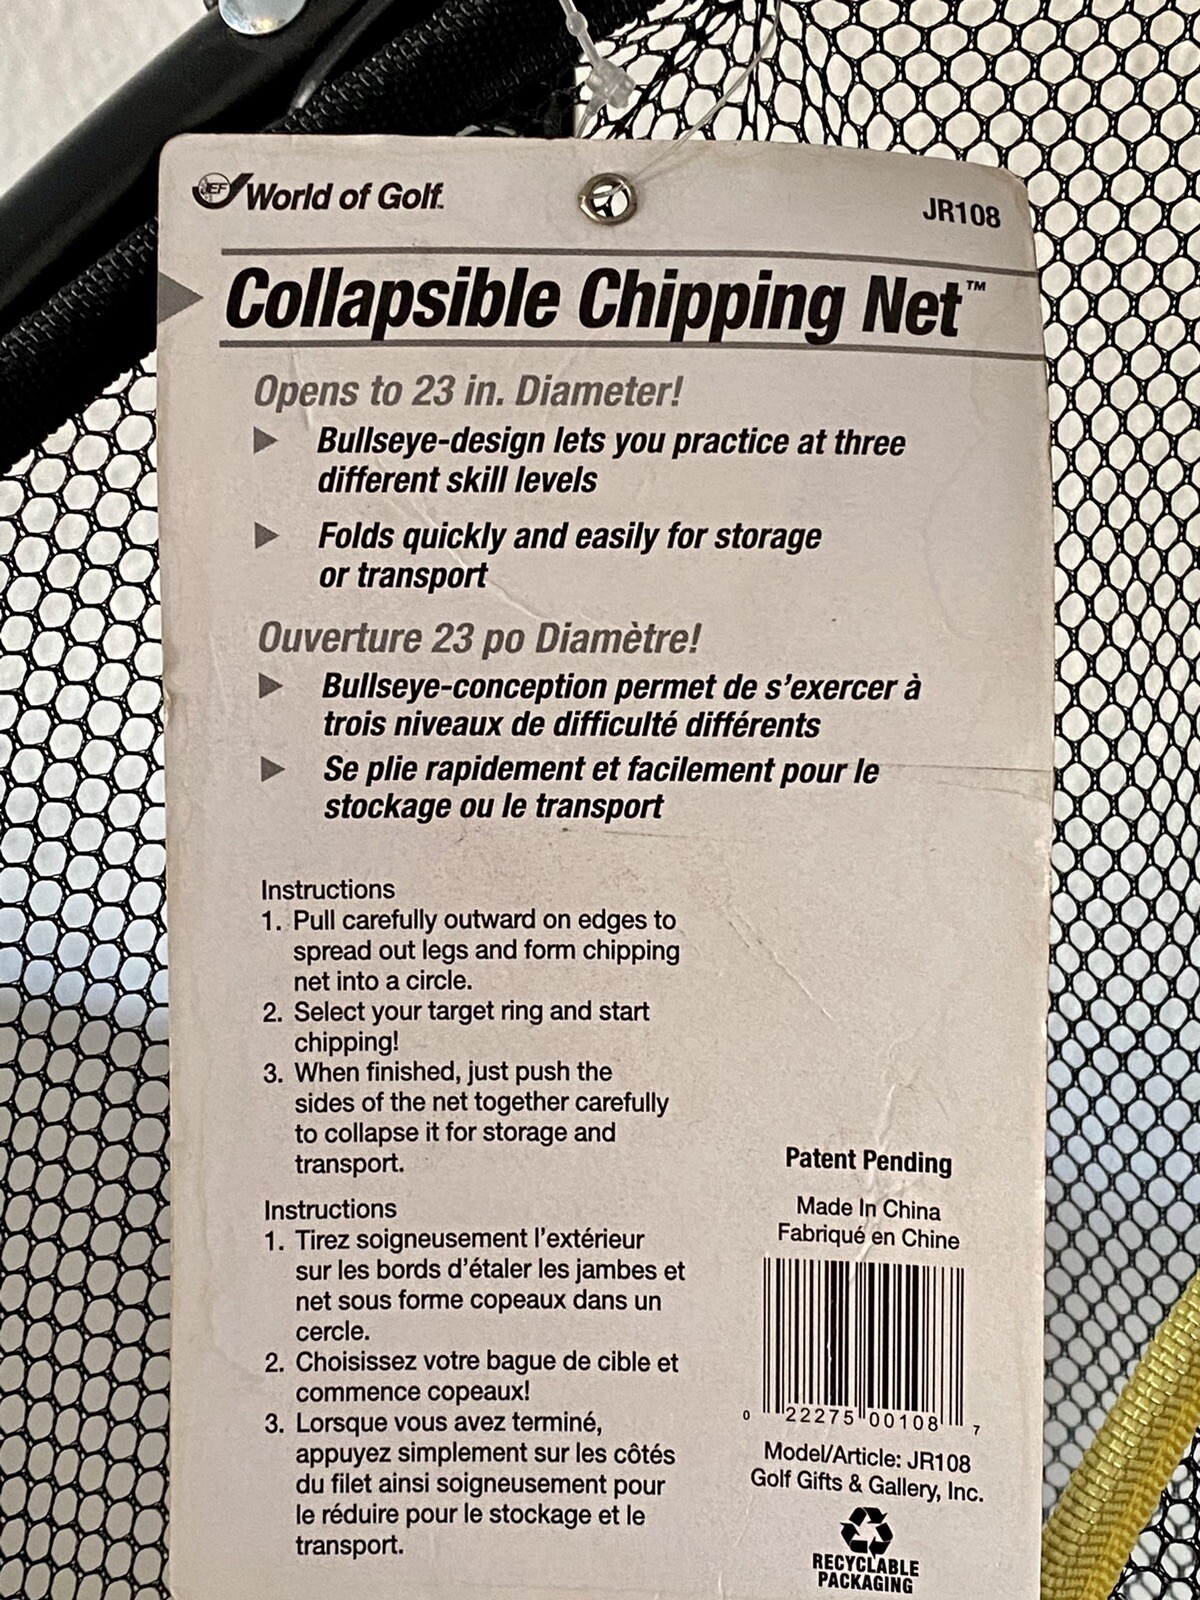 JEF World of Golf™
JR108
Collapsible Chipping Net™
Opens to 23 in. Diameter!
Bullseye-design lets you practice at three
different skill levels
Folds quickly and easily for storage
or transport
Ouverture 23 po Diamètre!
Bullseye-conception permet de s'exercer à
trois niveaux de difficulté différents
Se plie rapidement et facilement pour le
stockage ou le transport
Instructions
1. Pull carefully outward on edges to
spread out legs and form chipping
net into a circle.
2. Select your target ring and start
chipping!
3. When finished, just push the
sides of the net together carefully
to collapse it for storage and
transport.
Instructions
1. Tirez soigneusement l'extérieur
sur les bords d'étaler les jambes et
net sous forme copeaux dans un
cercle.
2. Choisissez votre bague de cible et
commence copeaux!
3. Lorsque vous avez terminé,
appuyez simplement sur les côtés
du filet ainsi soigneusement pour
le réduire pour le stockage et le
transport.
Patent Pending
Made In China
Fabriqué en Chine
0 22275 00108 7
Model/Article: JR108
Golf Gifts & Gallery, Inc.
RECYCLABLE
PACKAGING